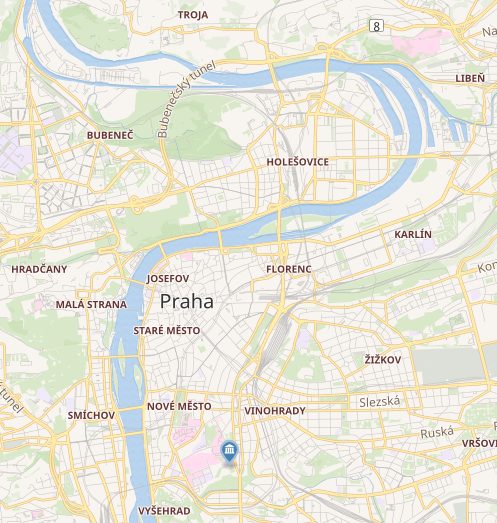 TROJA
8
Na
LIBEŇ
Bubenečský tunel
BUBENEČ
HOLEŠOVICE
KARLÍN
HRADČANY
JOSEFOV
FLORENC
Kon
MALÁ STRANA
Praha
STARÉ MĚSTO
ŽIŽKOV
tunel
Slezská
SMÍCHOV
NOVÉ MĚSTO
VINOHRADY
Ruská
VRŠOVI
VYŠEHRAD